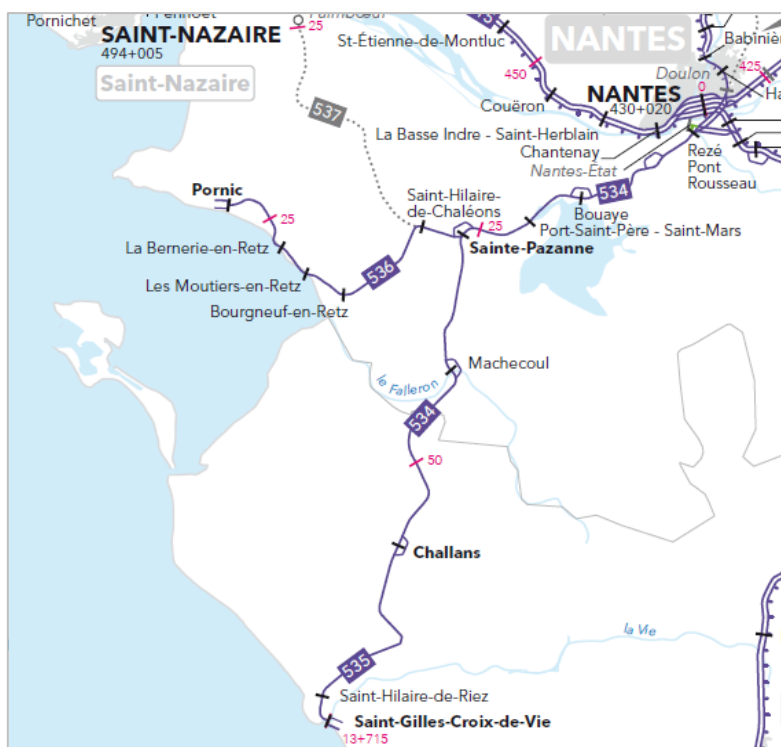 Pornichet
SAINT-NAZAIRE
494+005
Saint-Nazaire
Paimboeuf
25
537
St-Étienne-de-Montluc
450
Couëron
NANTES
Doulon
0
NANTES
430+020
425
Babiniè
Ha
La Basse Indre - Saint-Herblain
Chantenay
Nantes-État
Rezé
Pont
Rousseau
534
Bouaye
Port-Saint-Père - Saint-Mars
25
Saint-Hilaire-
de-Chaléons
Sainte-Pazanne
Pornic
25
La Bernerie-en-Retz
Les Moutiers-en-Retz
Bourgneuf-en-Retz
536
Machecoul
le Falleron
534
50
Challans
la Vie
535
Saint-Hilaire-de-Riez
Saint-Gilles-Croix-de-Vie
13+715